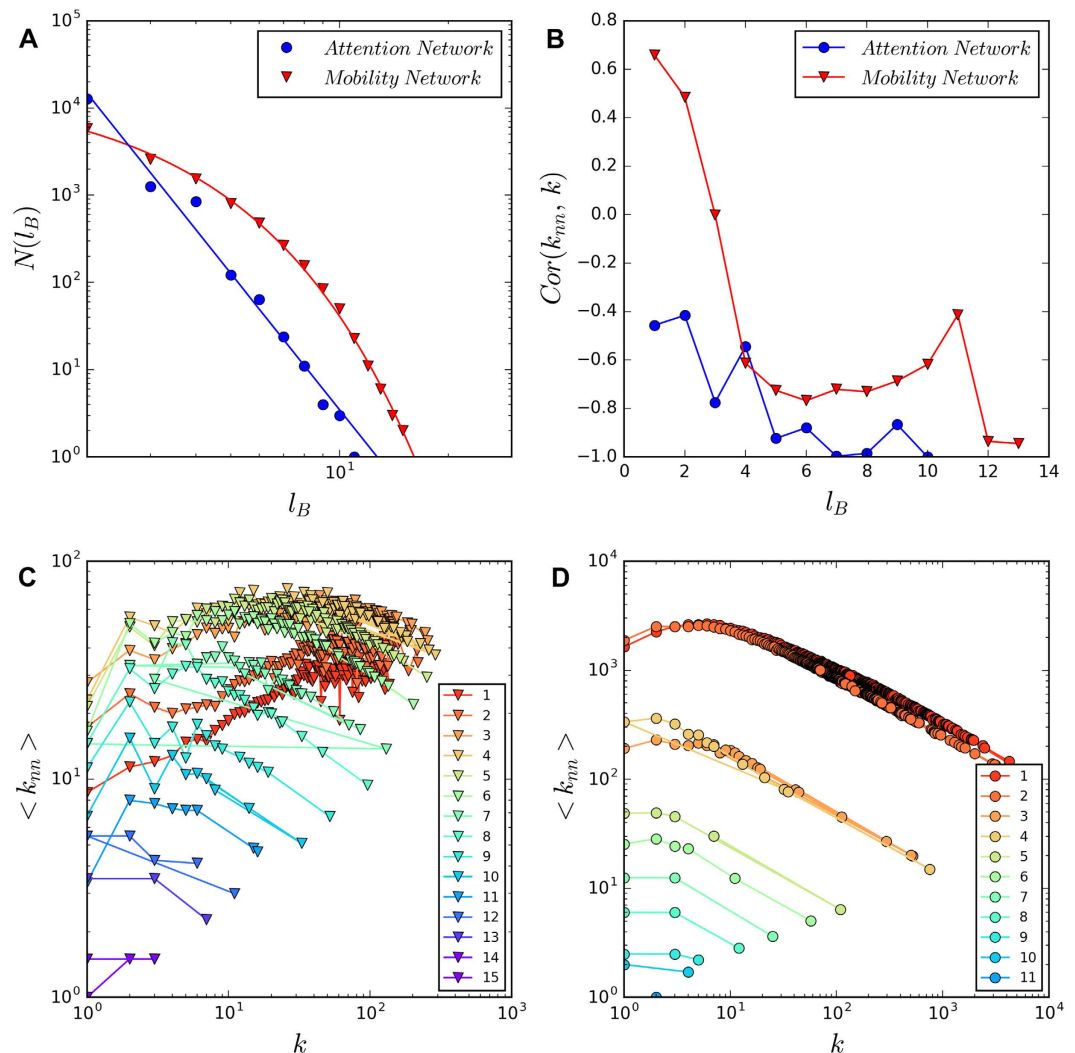 A
Attention Network
Mobility Network
10^5
10^4
10^3
10^2
10^1
10^0
N(l_B)
10^1
l_B
B
Attention Network
Mobility Network
0.8
0.6
0.4
0.2
0.0
−0.2
−0.4
−0.6
−0.8
−1.0
Cor(k_nn, k)
0 2 4 6 8 10 12 14
l_B
C
10^2
10^1
10^0
< k_nn >
1
2
3
4
5
6
7
8
9
10
11
12
13
14
15
10^0 10^1 10^2 10^3
k
D
10^4
10^3
10^2
10^1
10^0
< k_nn >
1
2
3
4
5
6
7
8
9
10
11
10^0 10^1 10^2 10^3 10^4
k